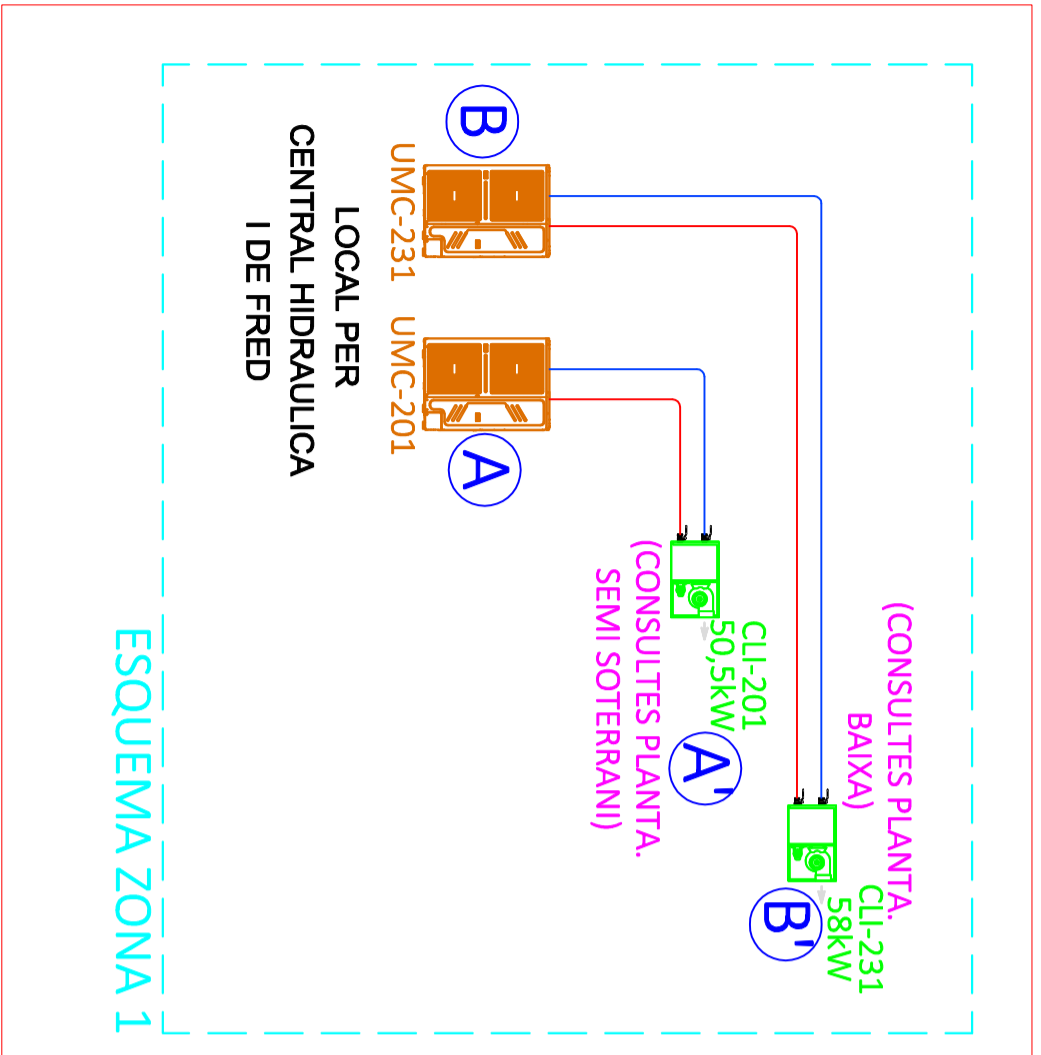 (CONSULTES PLANTA.
BAIXA)
CLI-231
58kW
B'
CLI-201
50,5kW
A'
(CONSULTES PLANTA.
SEMI SOTERRANI)
B
UMC-231
UMC-201
A
LOCAL PER
CENTRAL HIDRAULICA
I DE FRED
ESQUEMA ZONA 1